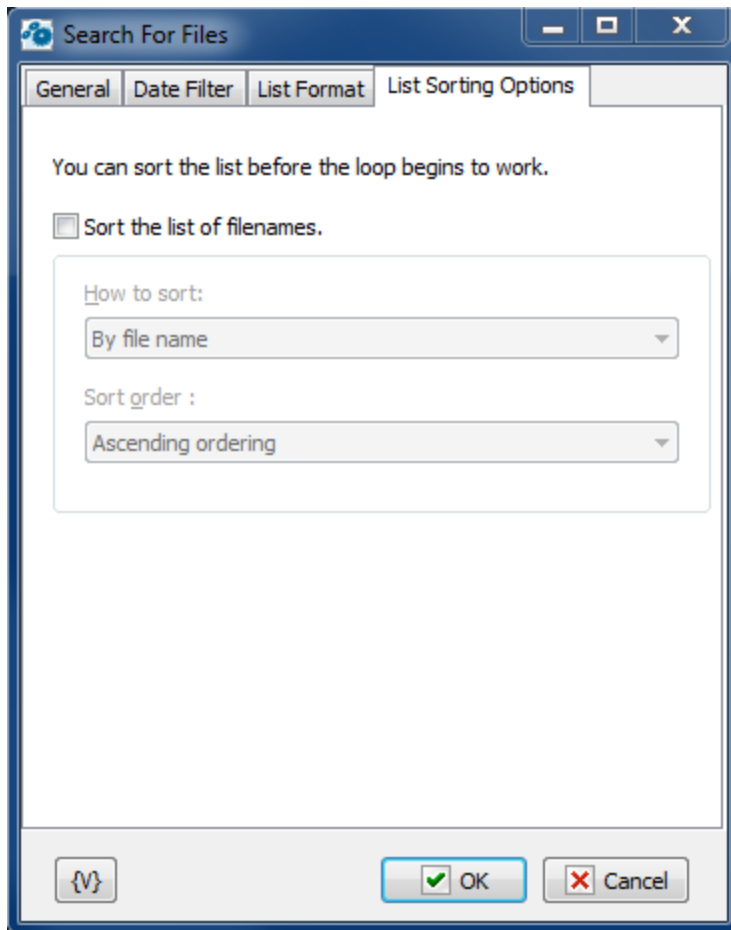 Search For Files
General Date Filter List Format List Sorting Options
You can sort the list before the loop begins to work.
Sort the list of filenames.
How to sort:
By file name
Sort order :
Ascending ordering
{V} OK Cancel